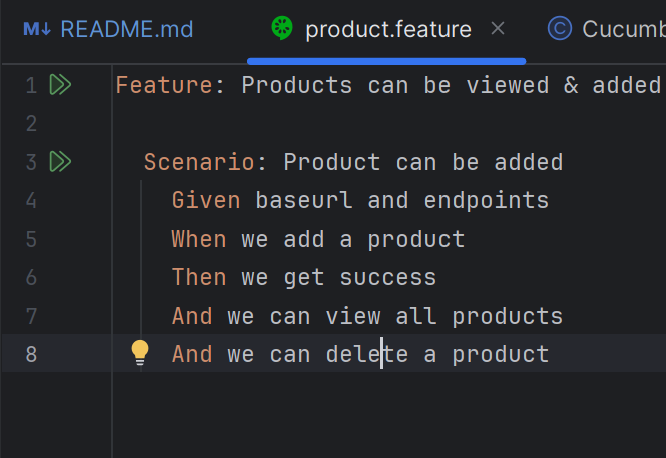 M↓ README.md product.feature × © Cucumb
1 Feature: Products can be viewed & added
2
3 Scenario: Product can be added
4 Given baseurl and endpoints
5 When we add a product
6 Then we get success
7 And we can view all products
8 And we can delete a product